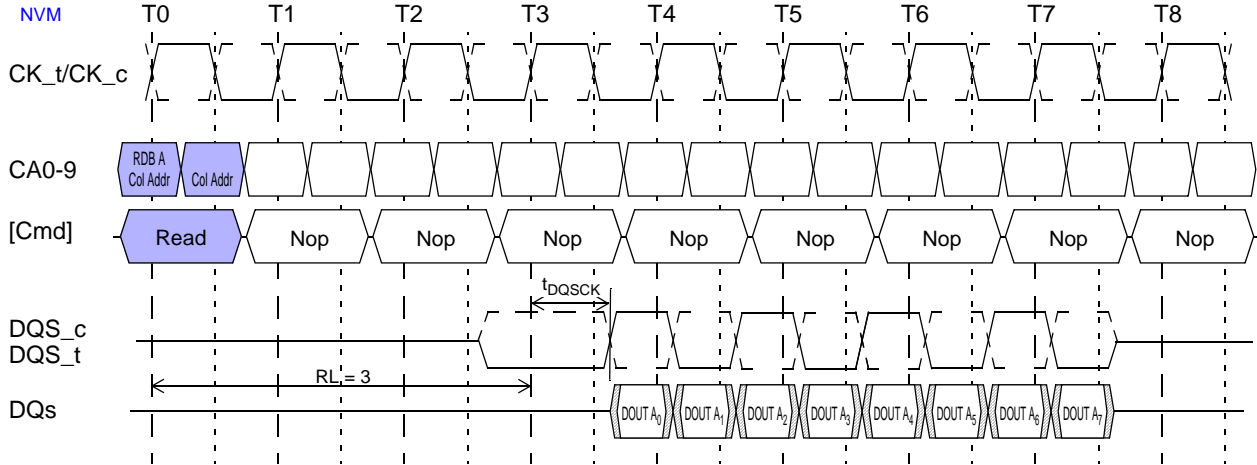 NVM T0 T1 T2 T3 T4 T5 T6 T7 T8
CK_t/CK_c
CA0-9
RDB A
Col Addr
Col Addr
[Cmd] Read Nop Nop Nop Nop Nop Nop Nop Nop
tDQSCK
DQS_c
DQS_t
RL = 3
DQs DOUT A0 DOUT A1 DOUT A2 DOUT A3 DOUT A4 DOUT A5 DOUT A6 DOUT A7